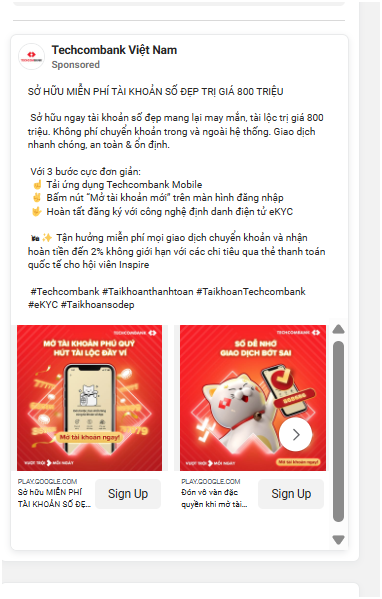 Techcombank Việt Nam
Sponsored
SỞ HỮU MIỄN PHÍ TÀI KHOẢN SỐ ĐẸP TRỊ GIÁ 800 TRIỆU
Sở hữu ngay tài khoản số đẹp mang lại may mắn, tài lộc trị giá 800
triệu. Không phí chuyển khoản trong và ngoài hệ thống. Giao dịch
nhanh chóng, an toàn & ổn định.
Với 3 bước cực đơn giản:
☝ Tải ứng dụng Techcombank Mobile
✌ Bấm nút “Mở tài khoản mới” trên màn hình đăng nhập
🤟 Hoàn tất đăng ký với công nghệ định danh điện tử eKYC
✨ Tận hưởng miễn phí mọi giao dịch chuyển khoản và nhận
hoàn tiền đến 2% không giới hạn với các chi tiêu qua thẻ thanh toán
quốc tế cho hội viên Inspire
#Techcombank #Taikhoanthanhtoan #TaikhoanTechcombank
#eKYC #Taikhoansodep
TECHCOMBANK
MỞ TÀI KHOẢN PHÚ QUÝ
HÚT TÀI LỘC ĐẦY VÍ
Mở tài khoản ngay!
VƯỢT TRỘI MỖI NGÀY
TECHCOMBANK
SỐ DỄ NHỚ
GIAO DỊCH BỚT SAI
VƯỢT TRỘI MỖI NGÀY
Mở tài khoản ngay!
PLAY.GOOGLE.COM
Sở hữu MIỄN PHÍ
TÀI KHOẢN SỐ ĐẸ...
Sign Up
PLAY.GOOGLE.COM
Đón vô vàn đặc
quyền khi mở tài...
Sign Up